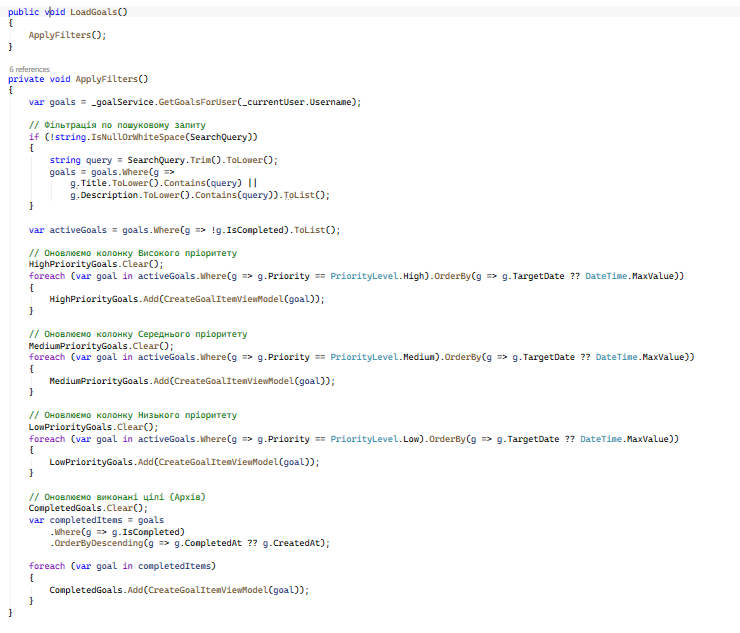 public void LoadGoals()
{
    ApplyFilters();
}
6 references
private void ApplyFilters()
{
    var goals = _goalService.GetGoalsForUser(_currentUser.Username);
    // Фільтрація по пошуковому запиту
    if (!string.IsNullOrWhiteSpace(SearchQuery))
    {
        string query = SearchQuery.Trim().ToLower();
        goals = goals.Where(g =>
            g.Title.ToLower().Contains(query) ||
            g.Description.ToLower().Contains(query)).ToList();
    }
    var activeGoals = goals.Where(g => !g.IsCompleted).ToList();
    // Оновлюємо колонку Високого пріоритету
    HighPriorityGoals.Clear();
    foreach (var goal in activeGoals.Where(g => g.Priority == PriorityLevel.High).OrderBy(g => g.TargetDate ?? DateTime.MaxValue))
    {
        HighPriorityGoals.Add(CreateGoalItemViewModel(goal));
    }
    // Оновлюємо колонку Середнього пріоритету
    MediumPriorityGoals.Clear();
    foreach (var goal in activeGoals.Where(g => g.Priority == PriorityLevel.Medium).OrderBy(g => g.TargetDate ?? DateTime.MaxValue))
    {
        MediumPriorityGoals.Add(CreateGoalItemViewModel(goal));
    }
    // Оновлюємо колонку Низького пріоритету
    LowPriorityGoals.Clear();
    foreach (var goal in activeGoals.Where(g => g.Priority == PriorityLevel.Low).OrderBy(g => g.TargetDate ?? DateTime.MaxValue))
    {
        LowPriorityGoals.Add(CreateGoalItemViewModel(goal));
    }
    // Оновлюємо виконані цілі (Архів)
    CompletedGoals.Clear();
    var completedItems = goals
        .Where(g => g.IsCompleted)
        .OrderByDescending(g => g.CompletedAt ?? g.CreatedAt);
    foreach (var goal in completedItems)
    {
        CompletedGoals.Add(CreateGoalItemViewModel(goal));
    }
}